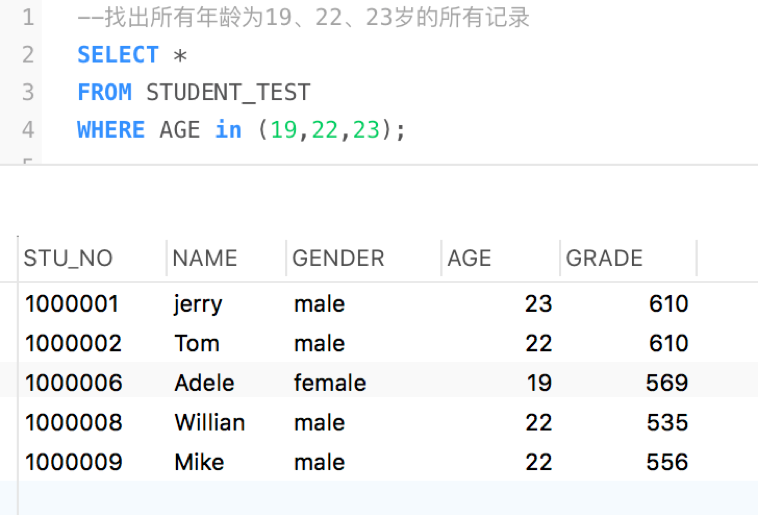 1 --找出所有年龄为19、22、23岁的所有记录
2 SELECT *
3 FROM STUDENT_TEST
4 WHERE AGE in (19,22,23);
STU_NO NAME GENDER AGE GRADE
1000001 jerry male 23 610
1000002 Tom male 22 610
1000006 Adele female 19 569
1000008 Willian male 22 535
1000009 Mike male 22 556